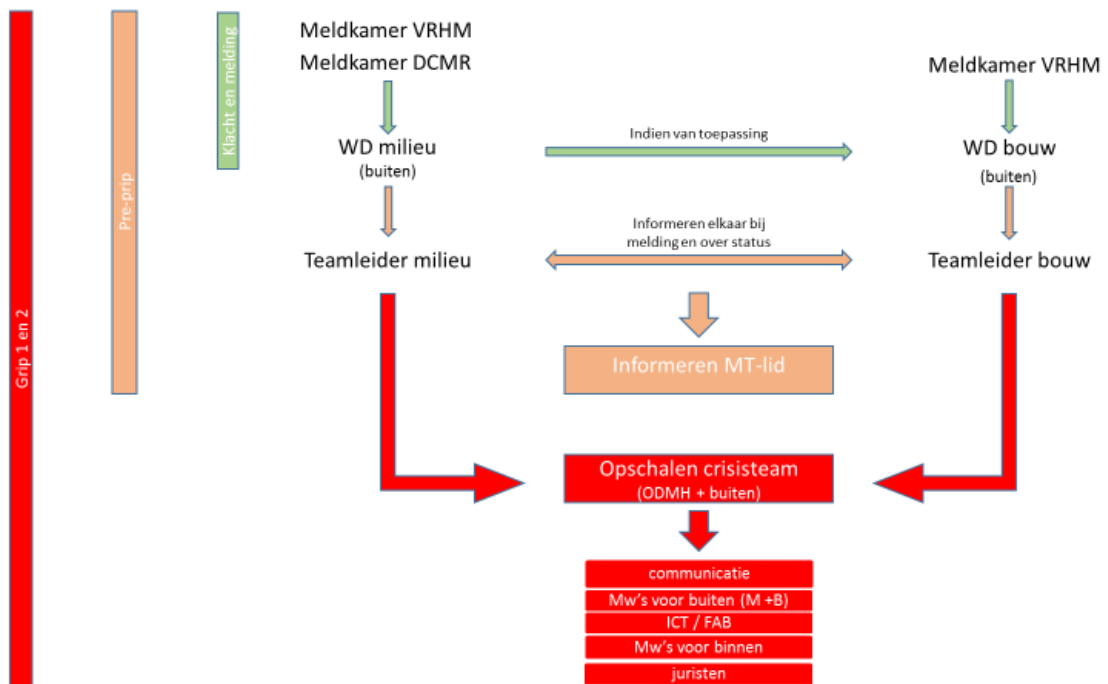 Grip 1 en 2
Pre-prip
Klacht en melding
Meldkamer VRHM
Meldkamer DCMR
Meldkamer VRHM
WD milieu
(buiten)
Indien van toepassing
WD bouw
(buiten)
Teamleider milieu
Informeren elkaar bij
melding en over status
Teamleider bouw
Informeren MT-lid
Opschalen crisisteam
(ODMH + buiten)
communicatie
Mw's voor buiten (M +B)
ICT / FAB
Mw's voor binnen
juristen